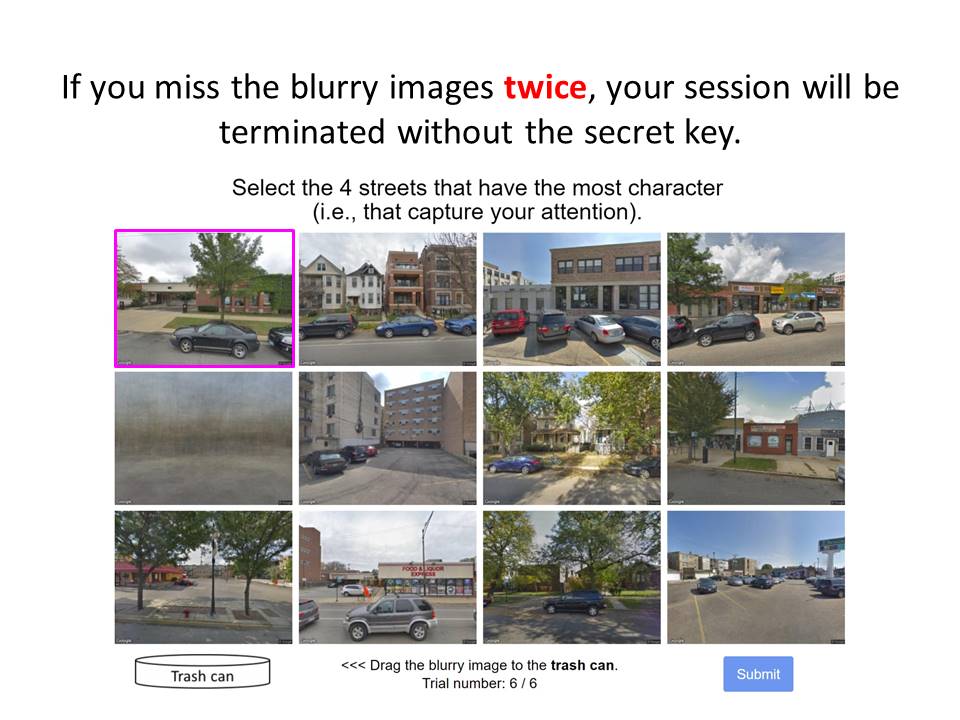 If you miss the blurry images twice, your session will be
terminated without the secret key.
Select the 4 streets that have the most character
(i.e., that capture your attention).
FOOD & LIQUOR
EXPRESS
Trash can
<<< Drag the blurry image to the trash can.
Trial number: 6 / 6
Submit